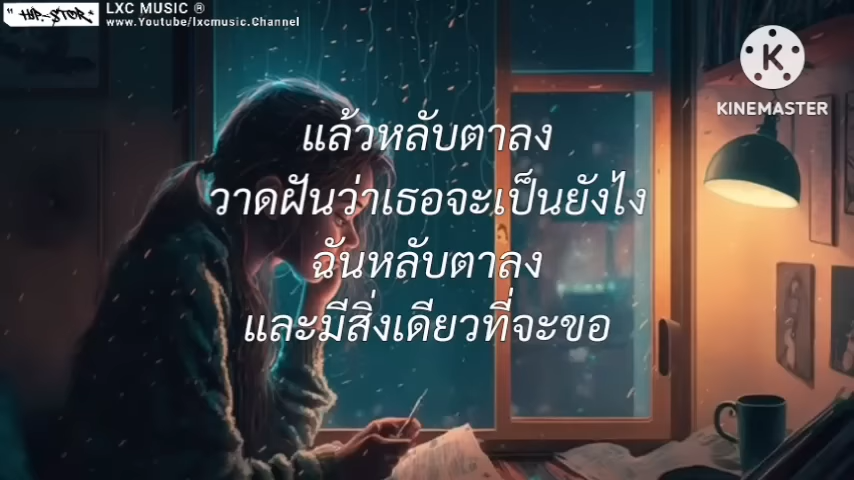 HIP-STOR
LXC MUSIC ®
www.Youtube/lxcmusic.Channel
K
KINEMASTER
แล้วหลับตาลง
วาดฝันว่าเธอจะเป็นยังไง
ฉันหลับตาลง
และมีสิ่งเดียวที่จะขอ